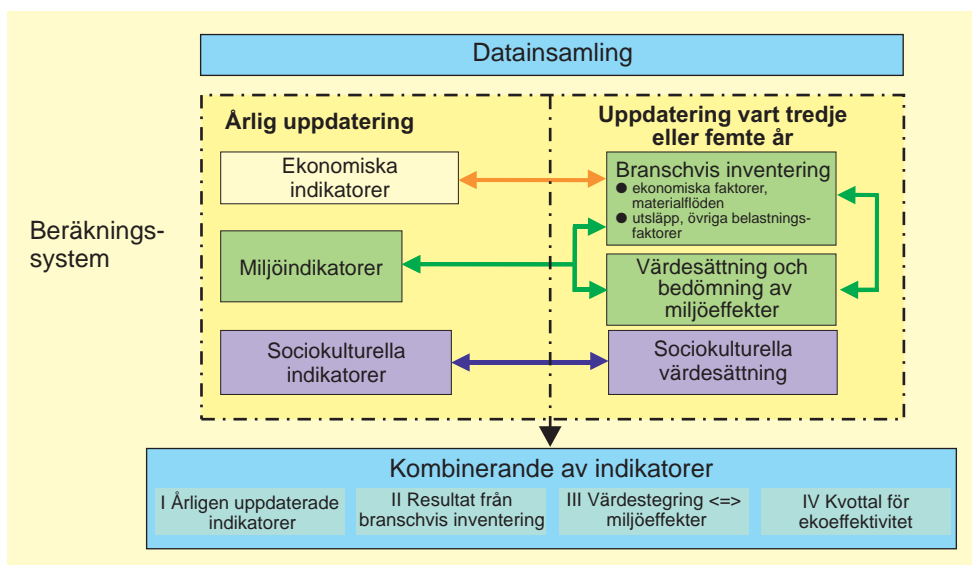 Datainsamling
Årlig uppdatering
Uppdatering vart tredje
eller femte år
Ekonomiska
indikatorer
Branschvis inventering
● ekonomiska faktorer,
materialflöden
● utsläpp, övriga belastnings-
faktorer
Beräknings-
system
Miljöindikatorer
Värdesättning och
bedömning av
miljöeffekter
Sociokulturella
indikatorer
Sociokulturella
värdesättning
Kombinerande av indikatorer
I Årligen uppdaterade
indikatorer
II Resultat från
branschvis inventering
III Värdestegring <=>
miljöeffekter
IV Kvottal för
ekoeffektivitet